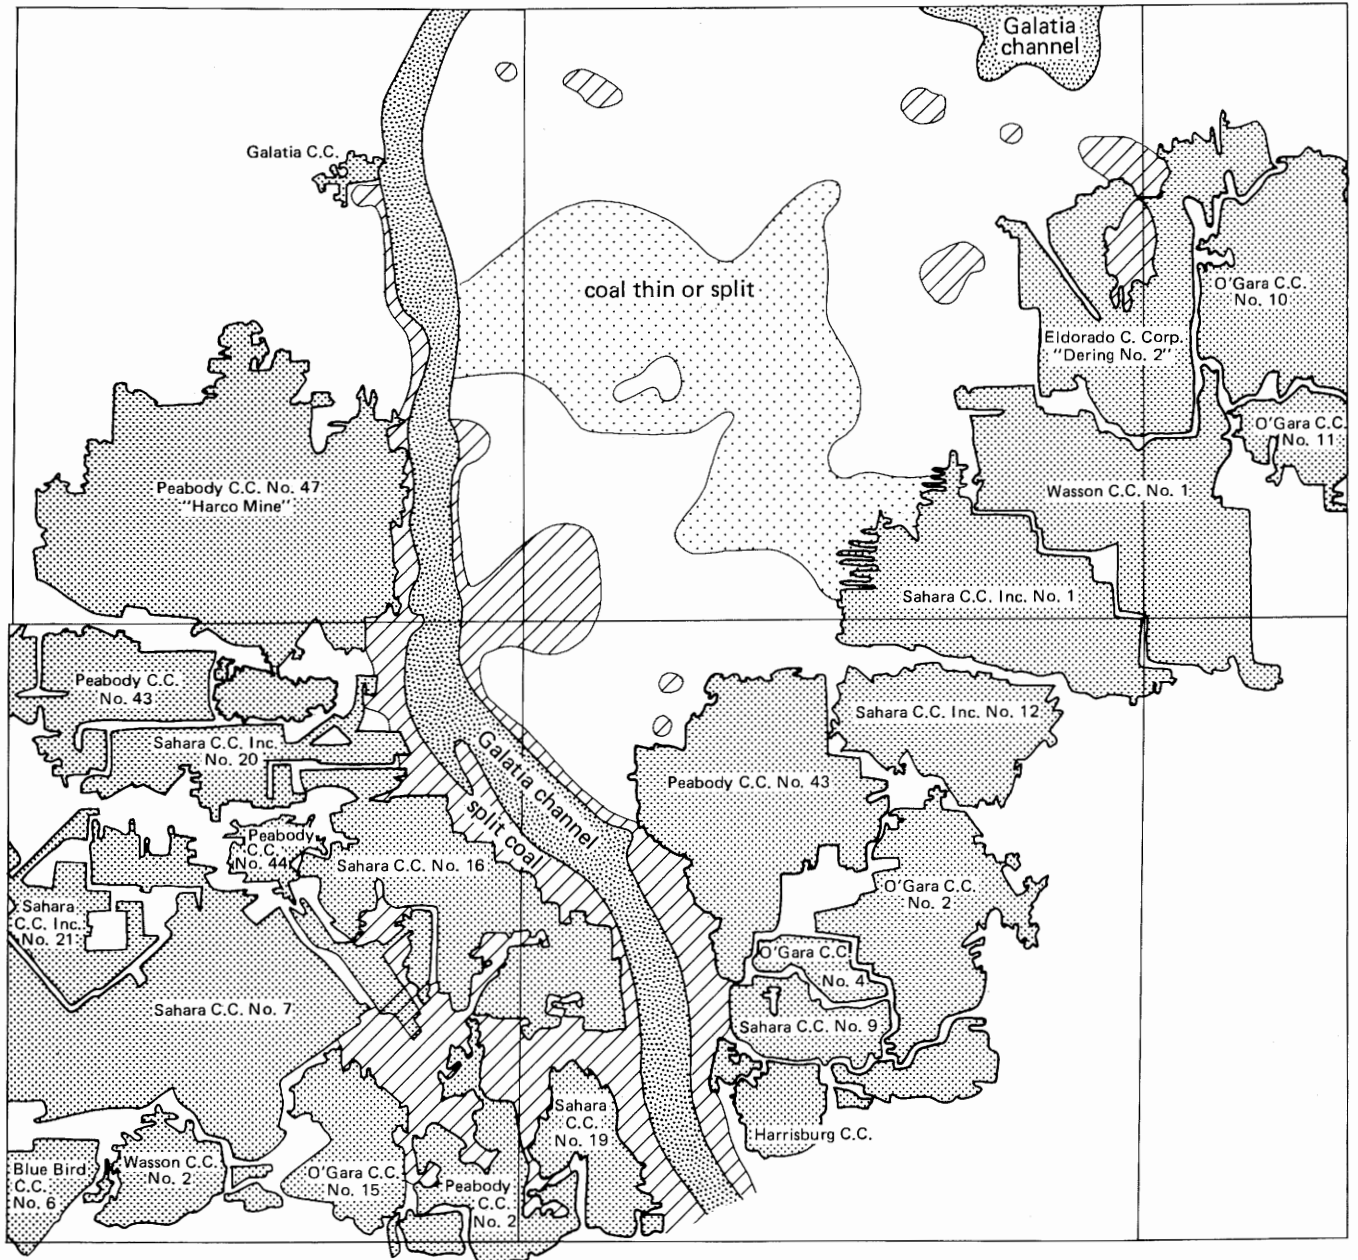 Galatia
channel
Galatia C.C.
coal thin or split
O'Gara C.C.
No. 10
Eldorado C. Corp.
"Dering No. 2"
O'Gara C.C.
No. 11
Peabody C.C. No. 47
"Harco Mine"
Wasson C.C. No. 1
Sahara C.C. Inc. No. 1
Peabody C.C.
No. 43
Sahara C.C. Inc. No. 12
Sahara C.C. Inc.
No. 20
Galatia channel
Peabody C.C. No. 43
split coal
Peabody
C.C.
No. 44
Sahara C.C. No. 16
O'Gara C.C.
No. 2
Sahara
C.C. Inc.
No. 21
O'Gara C.C.
No. 4
Sahara C.C. No. 7
Sahara C.C. No. 9
Sahara
C.C.
No. 19
Harrisburg C.C.
Blue Bird
C.C.
No. 6
Wasson C.C.
No. 2
O'Gara C.C.
No. 15
Peabody
C.C.
No. 2